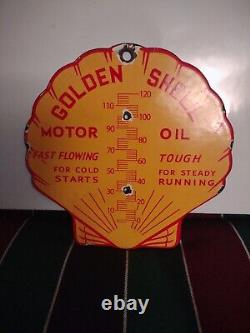 GOLDEN SHELL
MOTOR OIL
FAST FLOWING
FOR COLD
STARTS
TOUGH
FOR STEADY
RUNNING
120
110
100
90
80
70
60
50
40
30
20
10
0